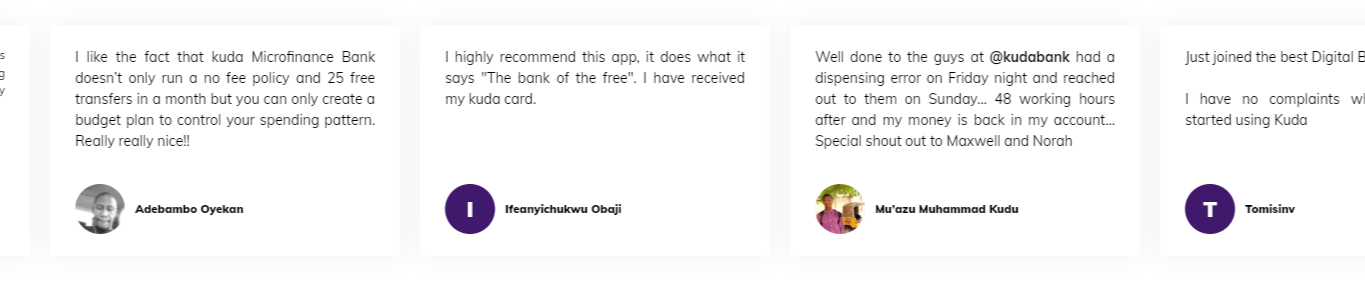 s
g
y
I like the fact that kuda Microfinance Bank
doesn't only run a no fee policy and 25 free
transfers in a month but you can only create a
budget plan to control your spending pattern.
Really really nice!!
Adebambo Oyekan
I highly recommend this app, it does what it
says "The bank of the free". I have received
my kuda card.
I
Ifeanyichukwu Obaji
Well done to the guys at @kudabank had a
dispensing error on Friday night and reached
out to them on Sunday... 48 working hours
after and my money is back in my account...
Special shout out to Maxwell and Norah
Mu'azu Muhammad Kudu
Just joined the best Digital B
I have no complaints wh
started using Kuda
T
Tomisinv